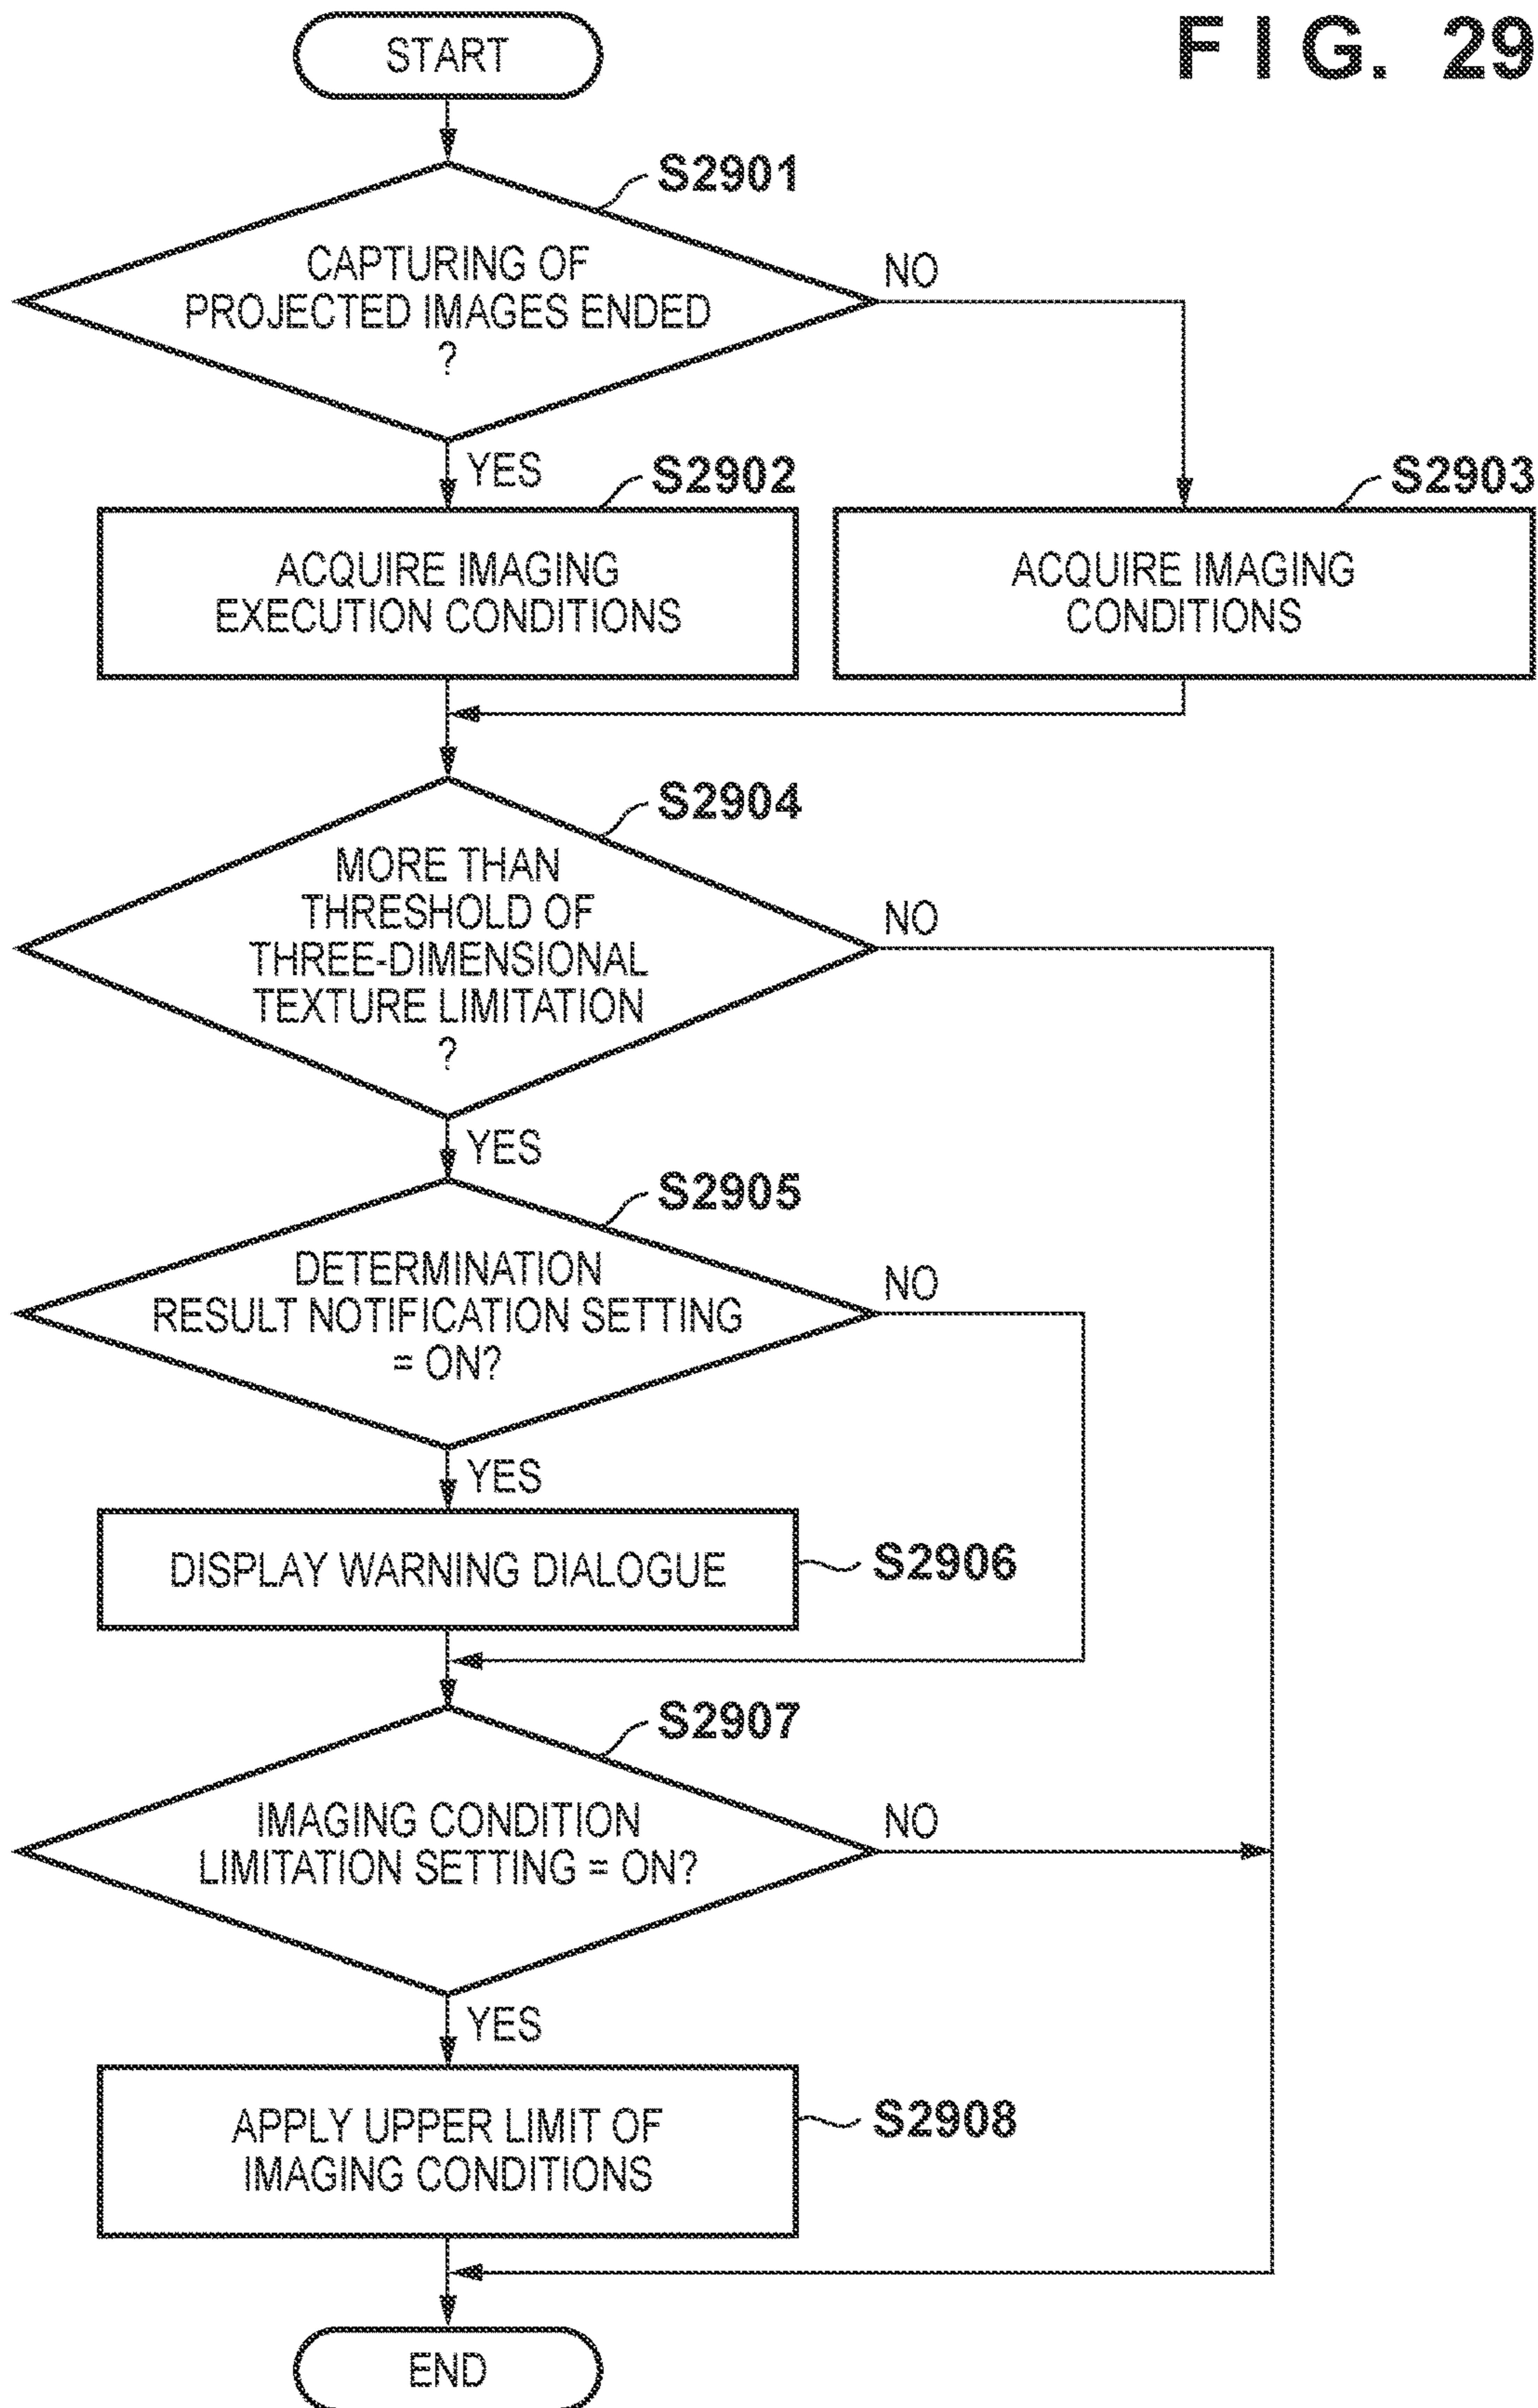 FIG. 29
START
S2901
CAPTURING OF
PROJECTED IMAGES ENDED
?
NO
YES
S2902
ACQUIRE IMAGING
EXECUTION CONDITIONS
S2903
ACQUIRE IMAGING
CONDITIONS
S2904
MORE THAN
THRESHOLD OF
THREE-DIMENSIONAL
TEXTURE LIMITATION
?
NO
YES
S2905
DETERMINATION
RESULT NOTIFICATION SETTING
= ON?
NO
YES
DISPLAY WARNING DIALOGUE
S2906
S2907
IMAGING CONDITION
LIMITATION SETTING = ON?
NO
YES
APPLY UPPER LIMIT OF
IMAGING CONDITIONS
S2908
END